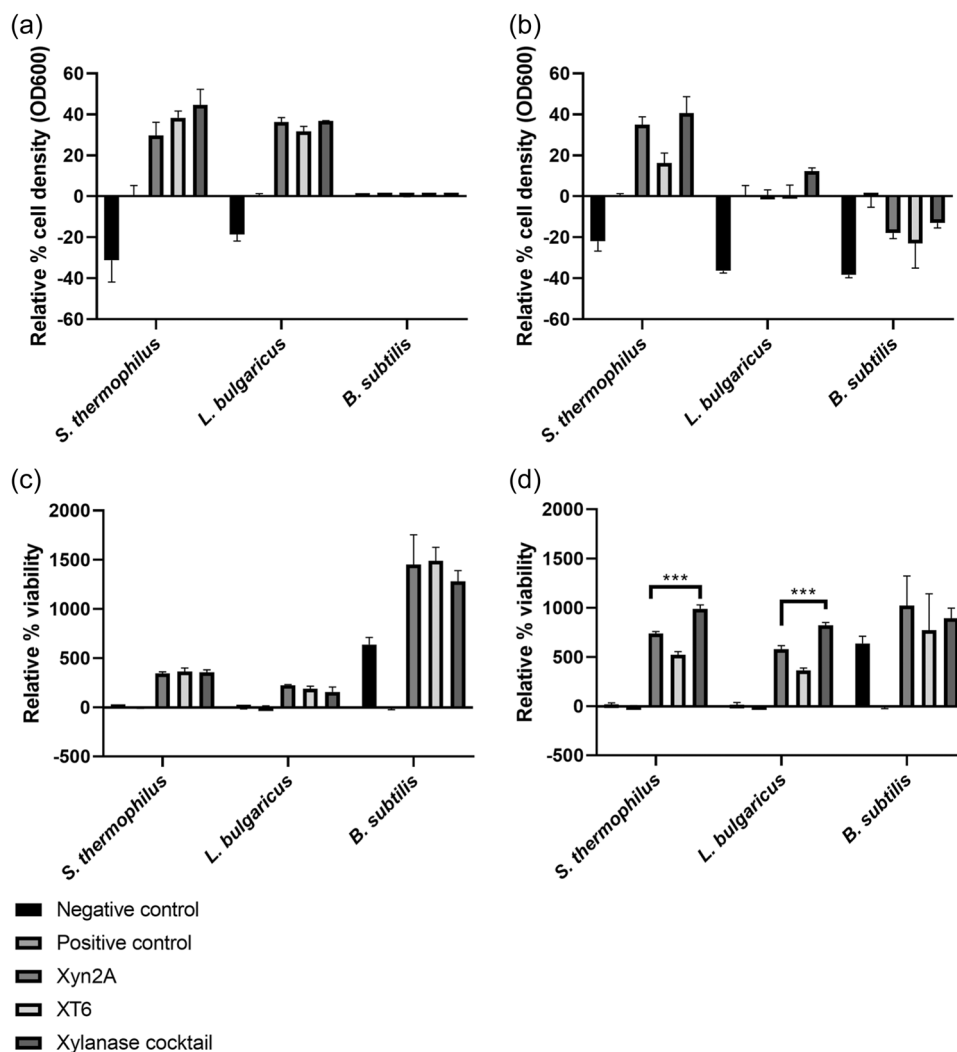 (a)
Relative % cell density (OD600)
60
40
20
0
-20
-40
-60
S. thermophilus
L. bulgaricus
B. subtilis
(b)
Relative % cell density (OD600)
60
40
20
0
-20
-40
-60
S. thermophilus
L. bulgaricus
B. subtilis
(c)
Relative % viability
2000
1500
1000
500
0
-500
S. thermophilus
L. bulgaricus
B. subtilis
(d)
Relative % viability
2000
1500
1000
500
0
-500
***
***
S. thermophilus
L. bulgaricus
B. subtilis
Negative control
Positive control
Xyn2A
XT6
Xylanase cocktail